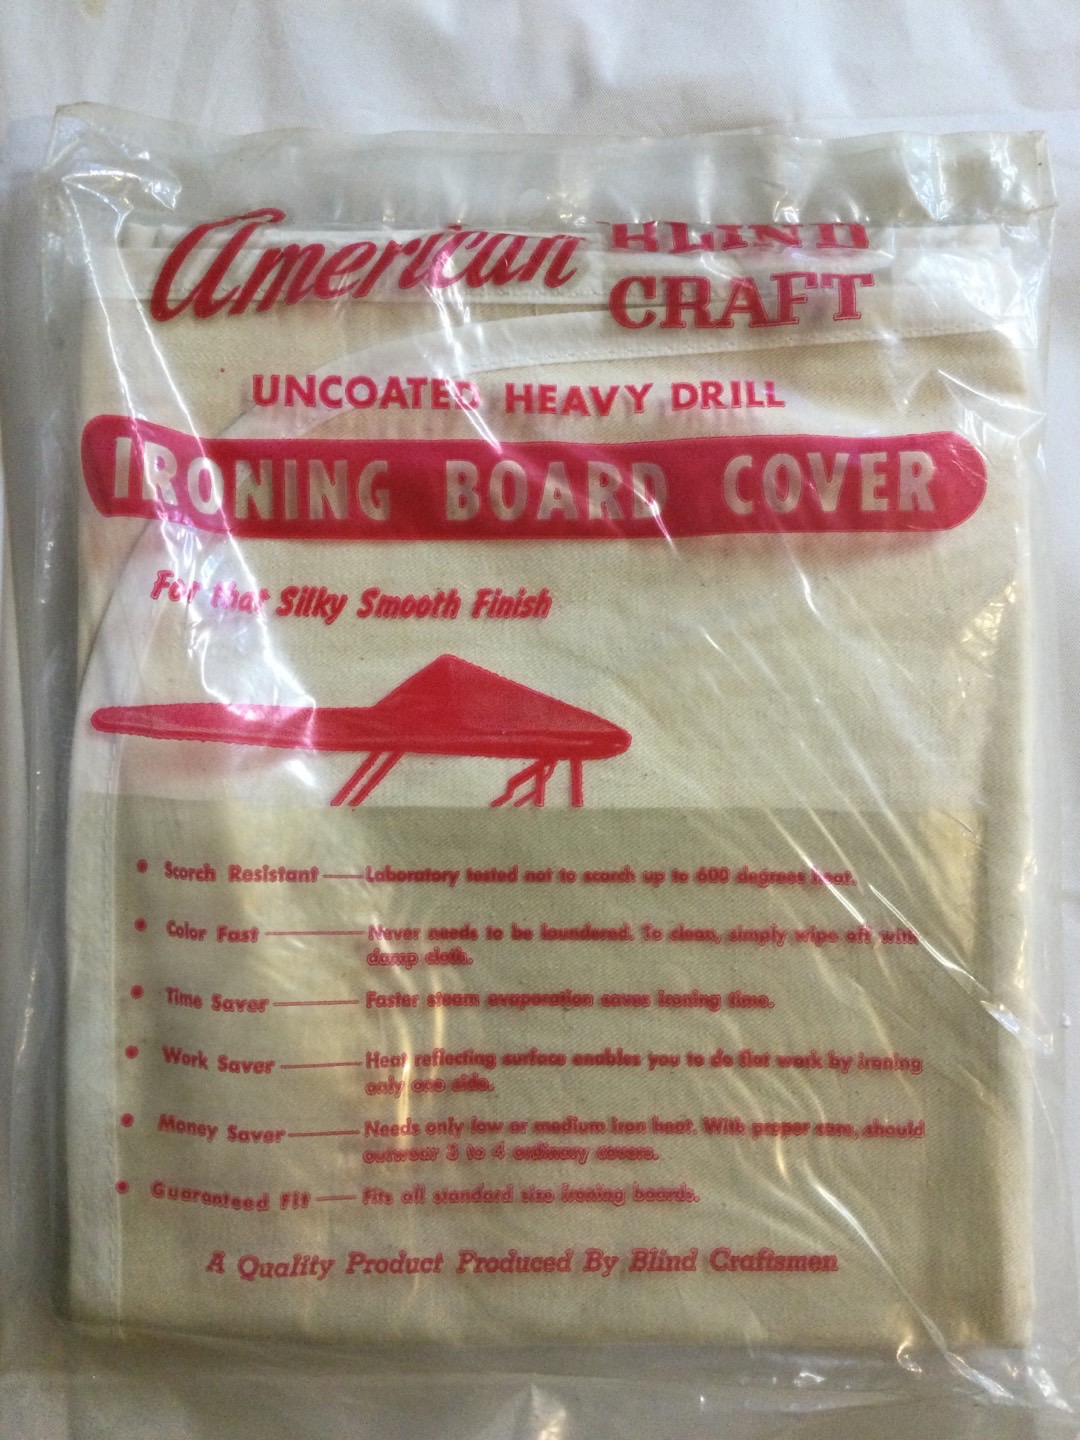 American BLIND
CRAFT
UNCOATED HEAVY DRILL
IRONING BOARD COVER
For that Silky Smooth Finish
• Scorch Resistant — Laboratory tested not to scorch up to 600 degrees heat.
• Color Fast — Never needs to be laundered. To clean, simply wipe off with
damp cloth.
• Time Saver — Faster steam evaporation saves ironing time.
• Work Saver — Heat reflecting surface enables you to do flat work by ironing
only one side.
• Money Saver — Needs only low or medium iron heat. With proper care, should
outwear 3 to 4 ordinary covers.
• Guaranteed Fit — Fits all standard size ironing boards.
A Quality Product Produced By Blind Craftsmen